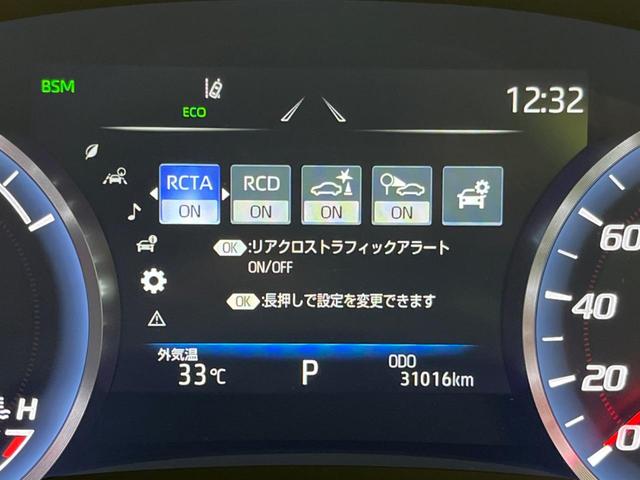 BSM
ECO
12:32
RCTA
ON
RCD
ON
ON
ON
OK :リアクロストラフィックアラート
ON/OFF
OK :長押しで設定を変更できます
外気温
33℃
P
ODO
31016km
H
60
40
20
0
7